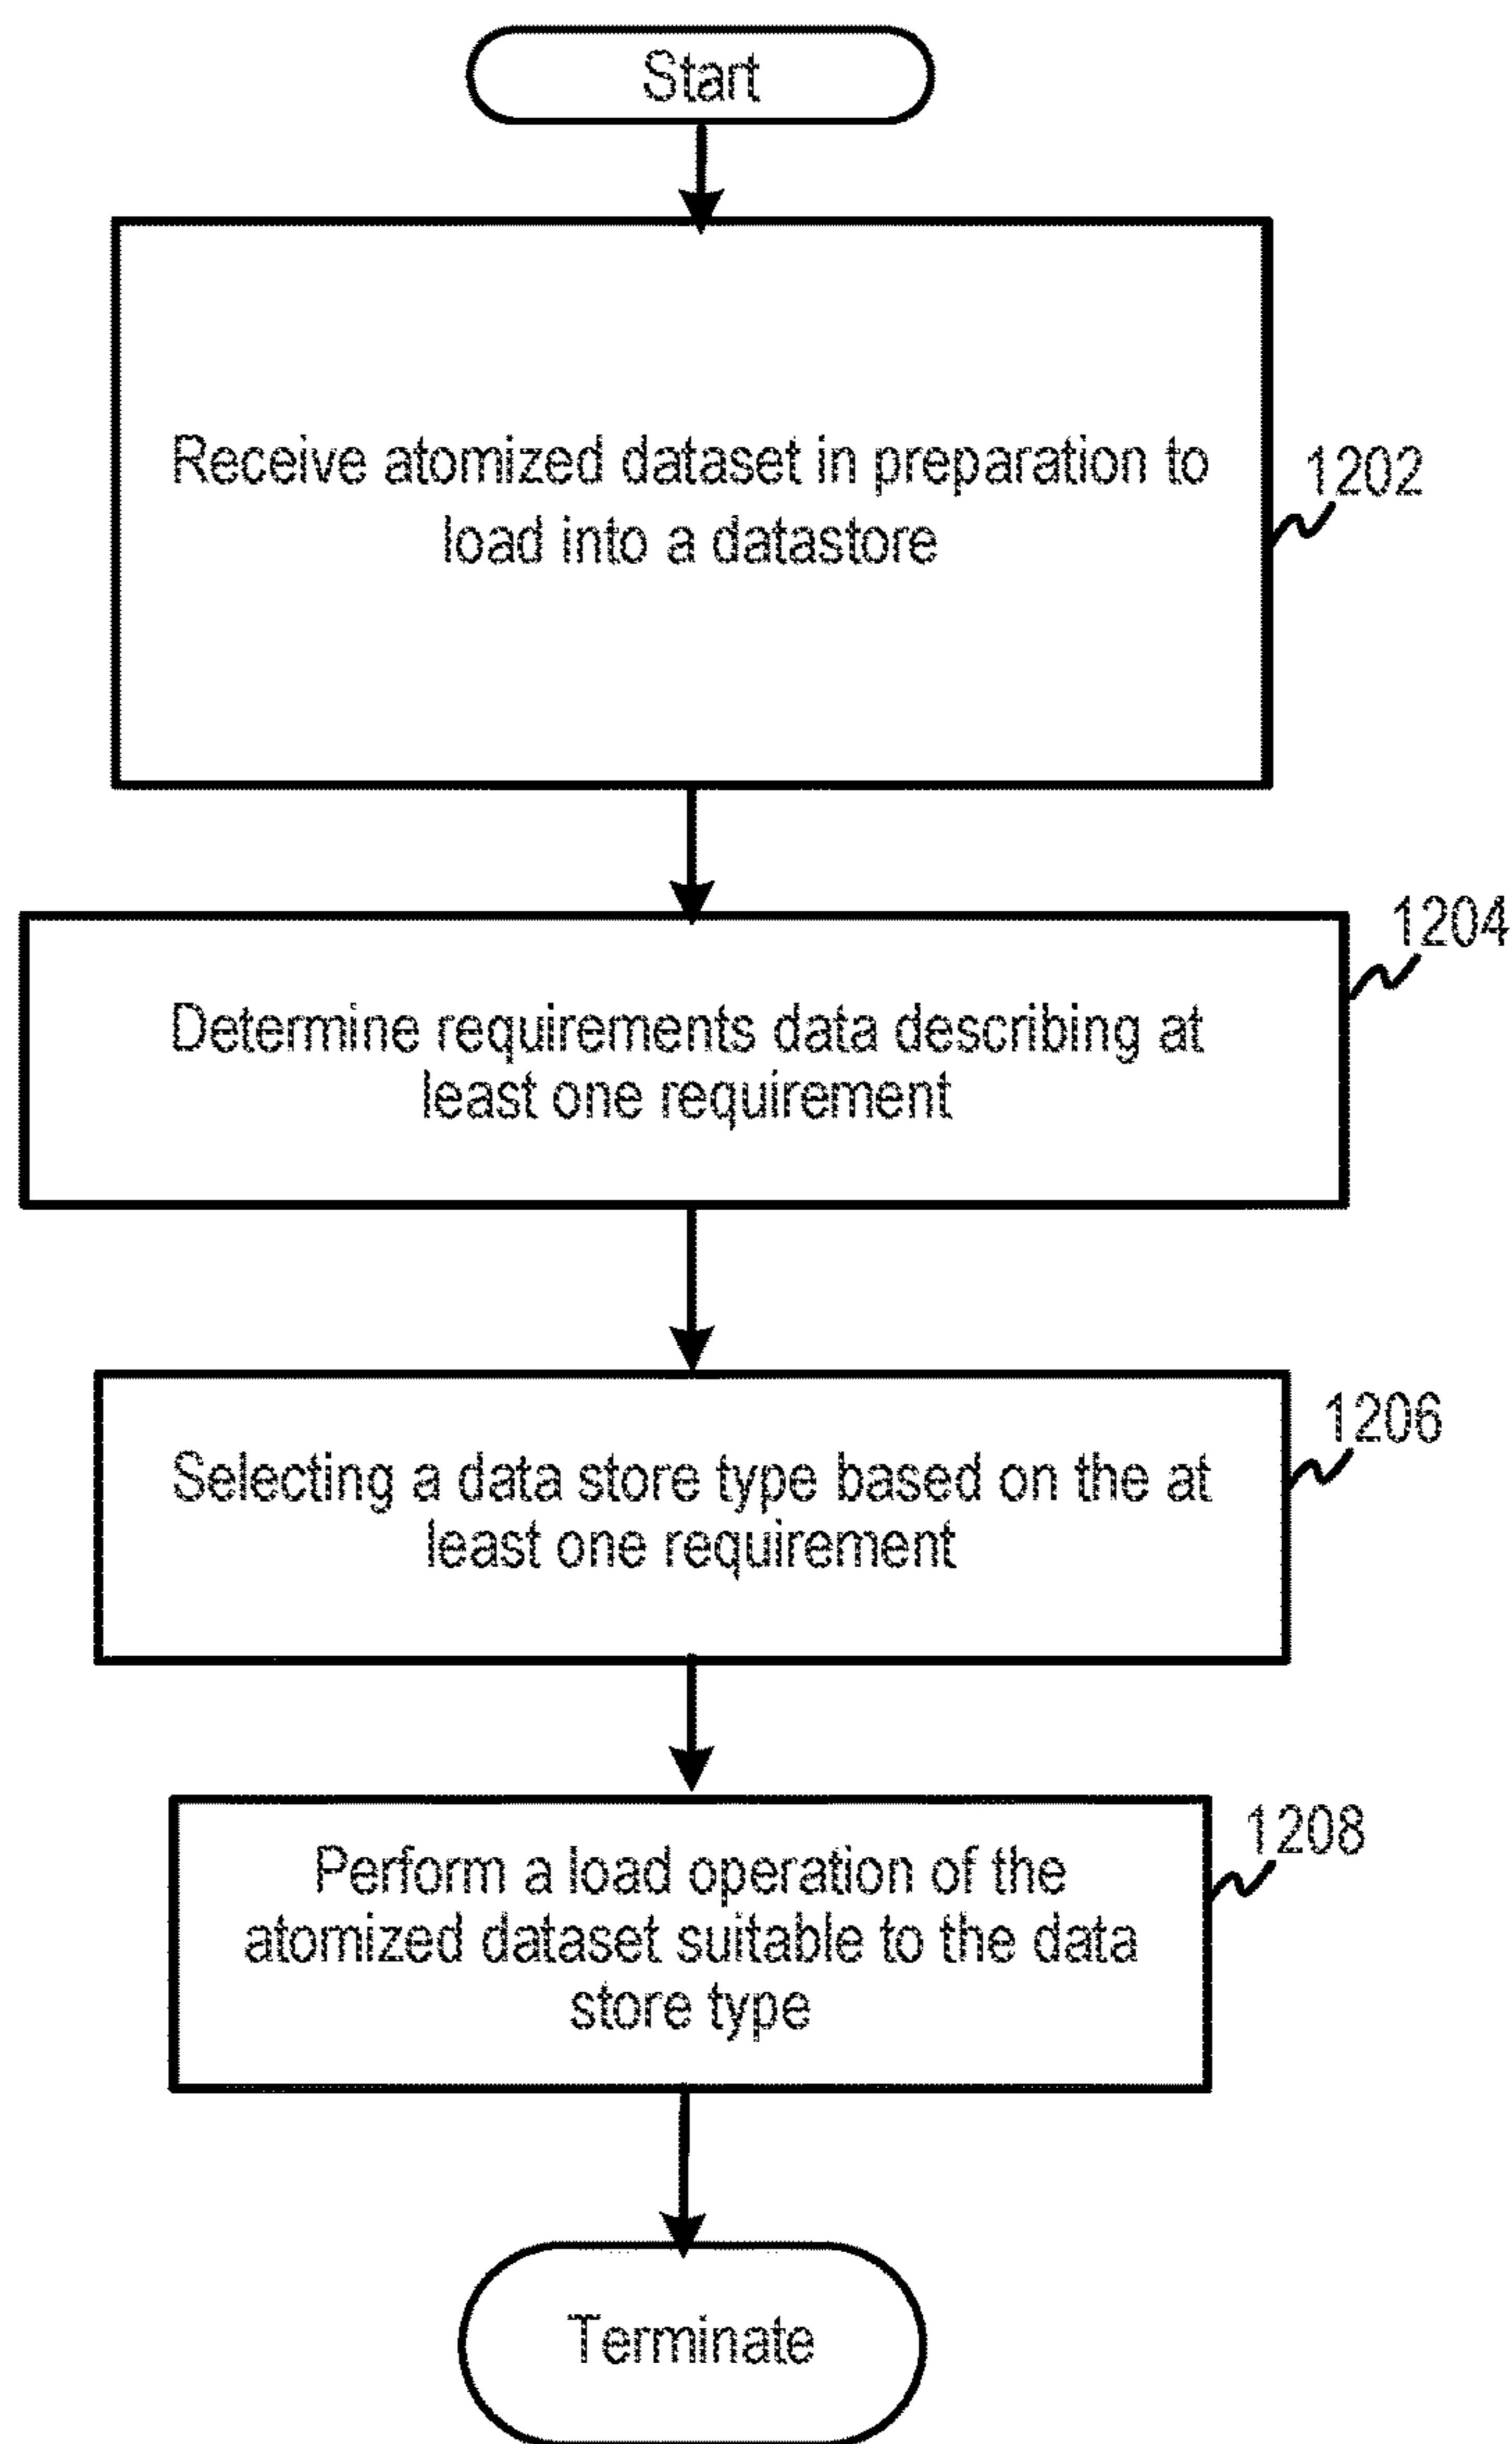 Start
Receive atomized dataset in preparation to
load into a datastore
1202
Determine requirements data describing at
least one requirement
1204
Selecting a data store type based on the at
least one requirement
1206
Perform a load operation of the
atomized dataset suitable to the data
store type
1208
Terminate